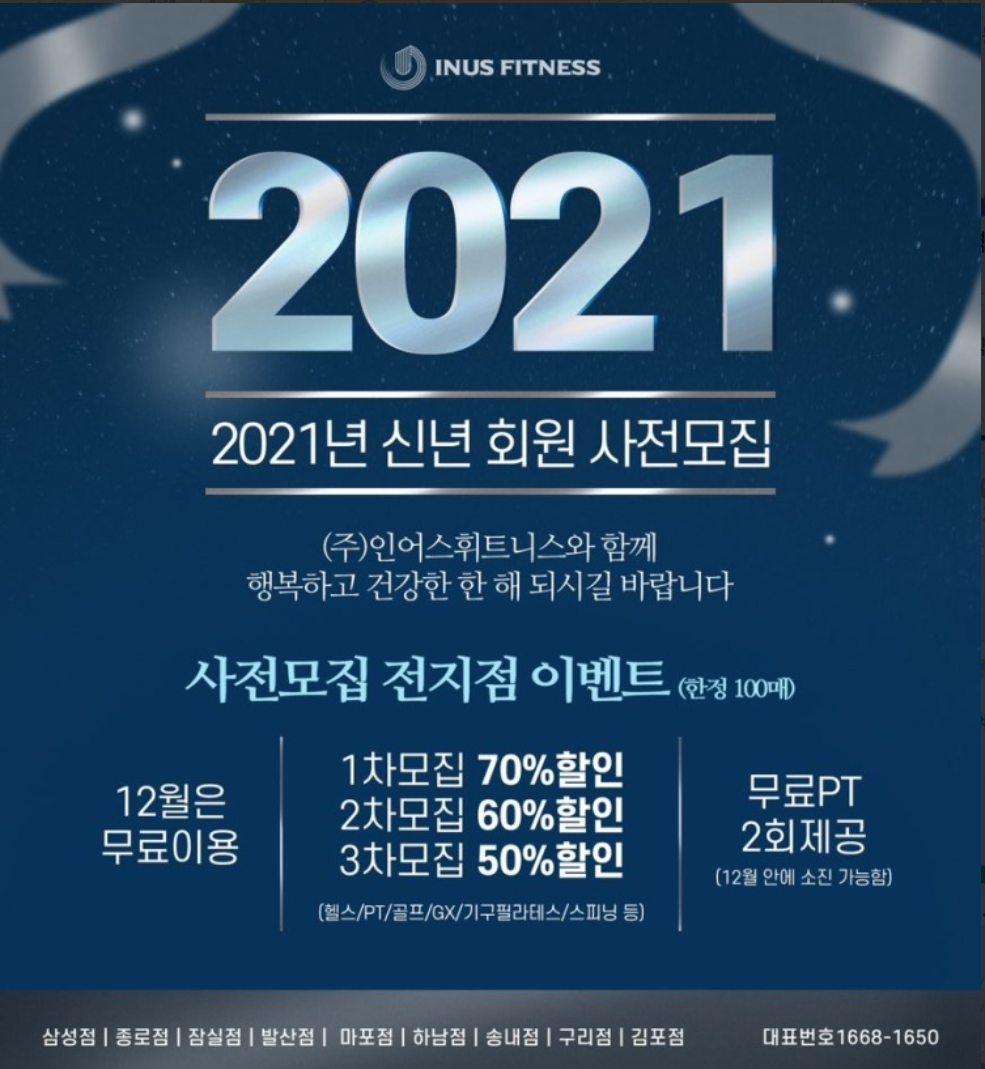 INUS FITNESS
2021
2021년 신년 회원 사전모집
(주)인어스휘트니스와 함께
행복하고 건강한 한 해 되시길 바랍니다
사전모집 전지점 이벤트 (한정 100매)
12월은
무료이용
1차모집 70%할인
2차모집 60%할인
3차모집 50%할인
(헬스/PT/골프/GX/기구필라테스/스피닝 등)
무료PT
2회제공
(12월 안에 소진 가능함)
삼성점 | 종로점 | 잠실점 | 발산점 | 마포점 | 하남점 | 송내점 | 구리점 | 김포점
대표번호1668-1650